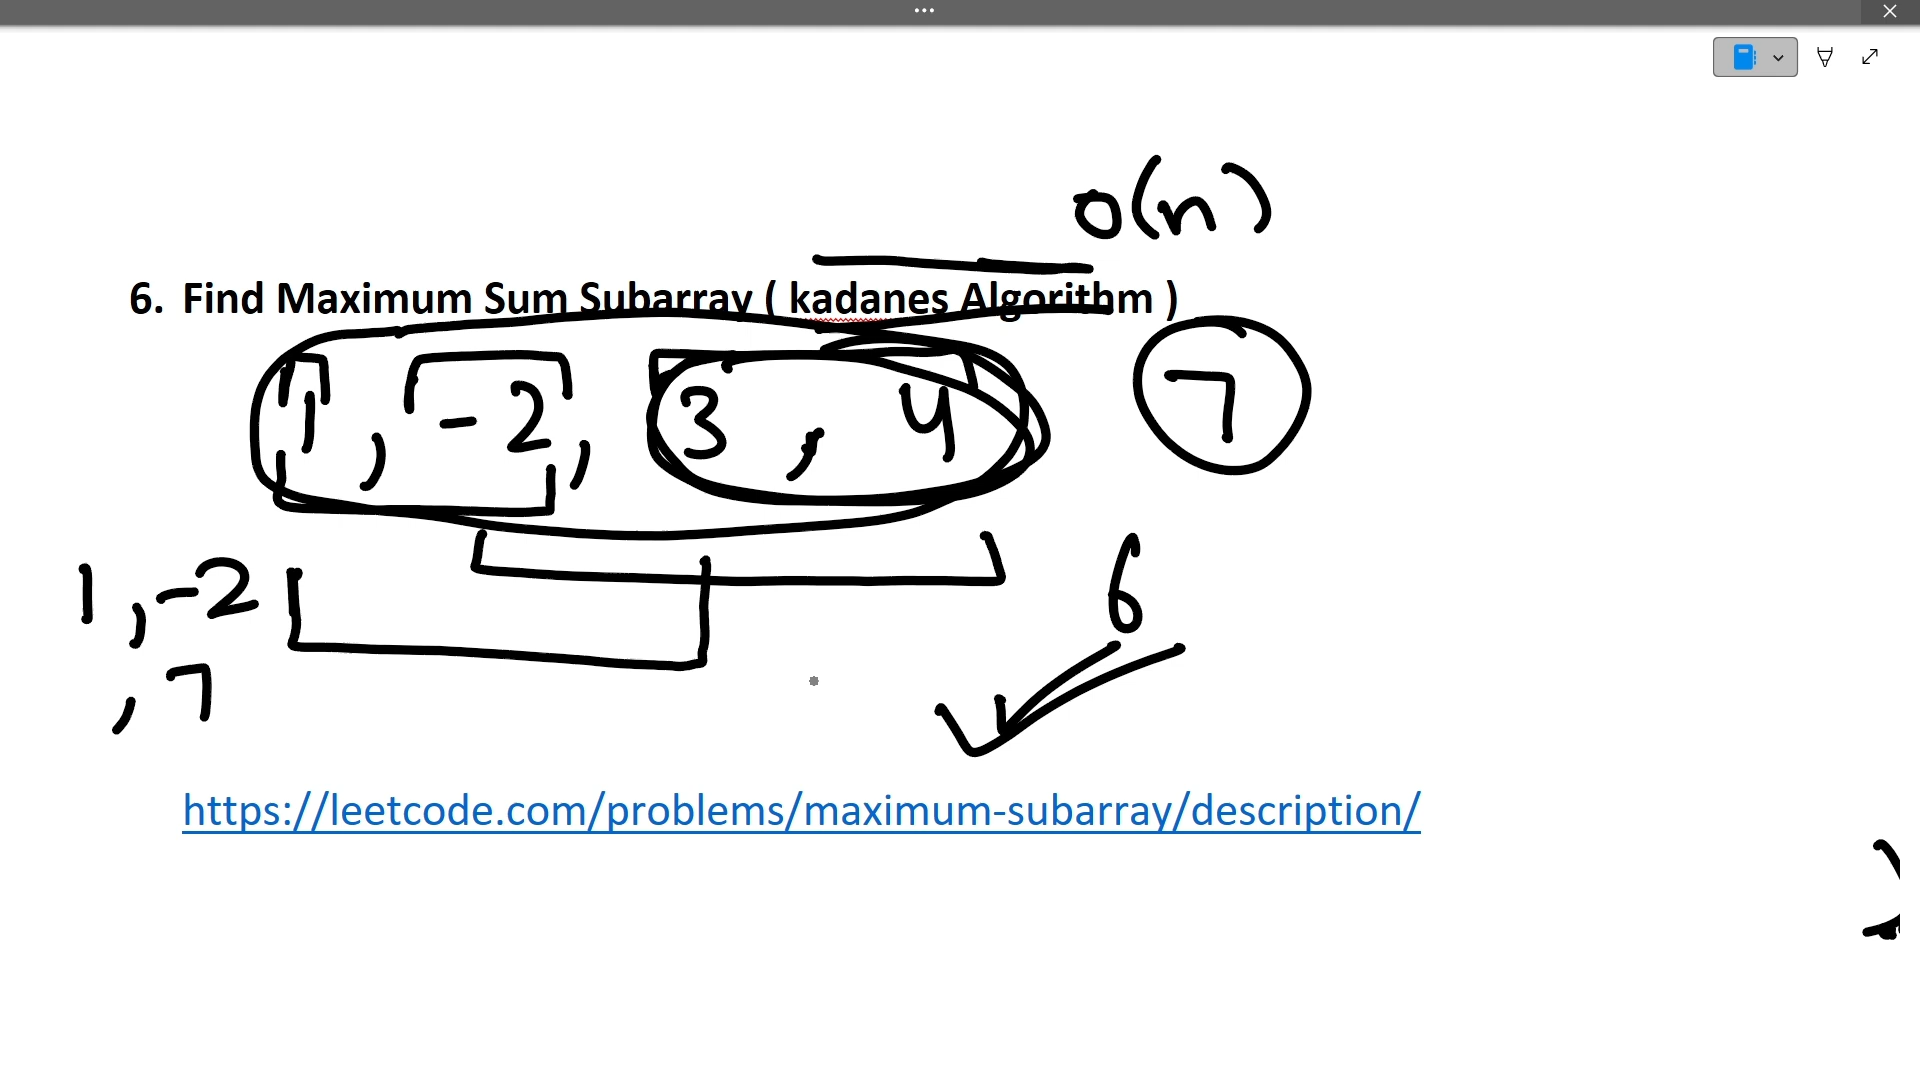 o(n)
6. Find Maximum Sum Subarray ( kadanes Algorithm )
1 , -2 , 3 , 4
7
1 , -2
6
, 7
https://leetcode.com/problems/maximum-subarray/description/